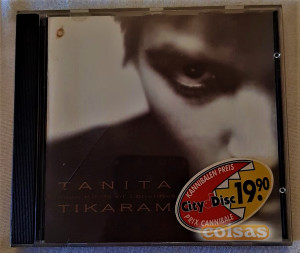 TANITA
TIKARAM
KANNIBALEN PREIS
City-Disc
19.90
PRIX CANNIBALE
coisas